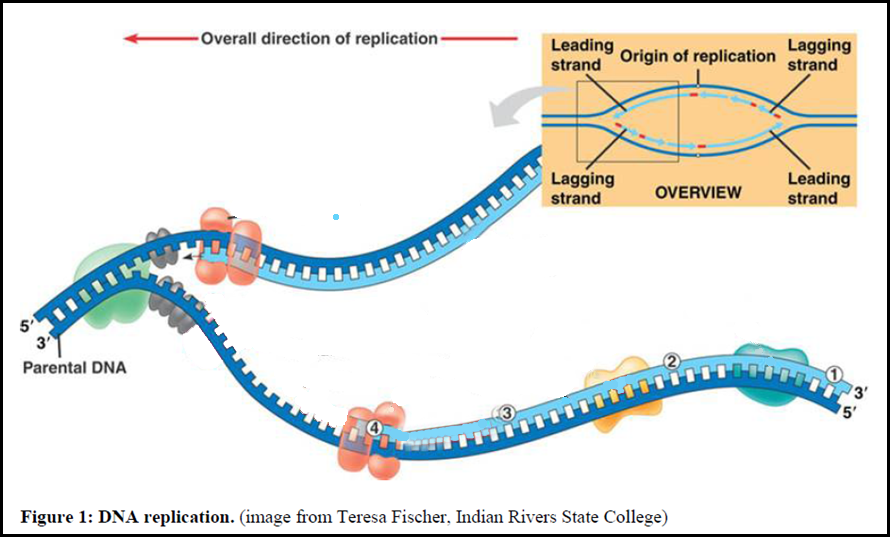 Overall direction of replication
Leading
strand
Origin of replication
Lagging
strand
Lagging
strand
OVERVIEW
Leading
strand
5′
3′
Parental DNA
4
3
2
1
3′
5′
Figure 1: DNA replication. (image from Teresa Fischer, Indian Rivers State College)